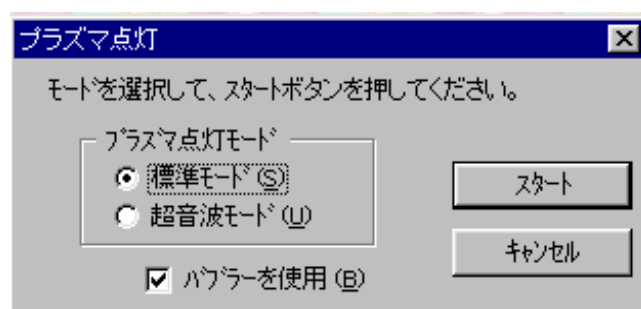 プラズマ点灯
モードを選択して、スタートボタンを押してください。
プラズマ点灯モード
標準モード(S)
スタート
超音波モード(U)
キャンセル
バブラーを使用(B)